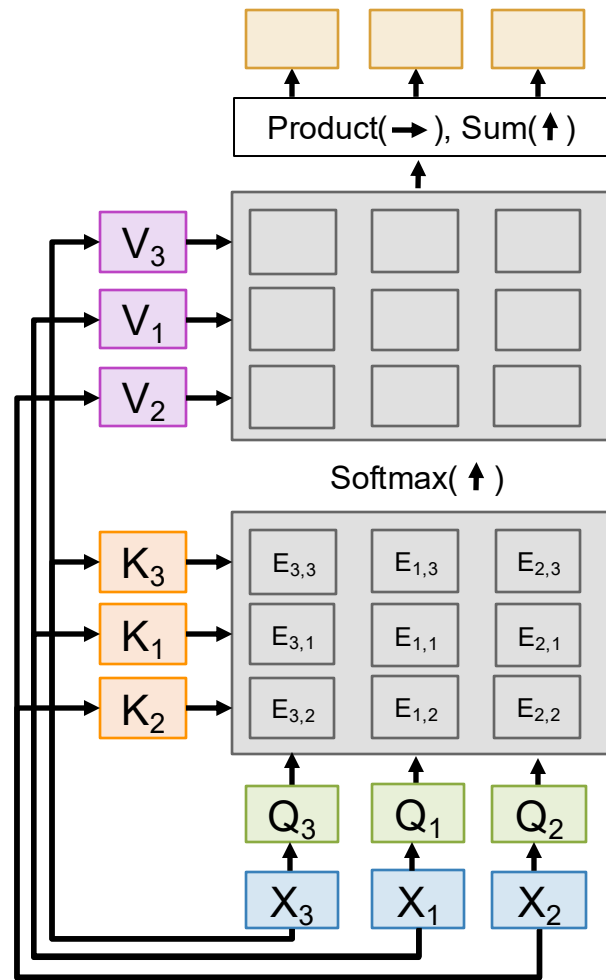 Product(→), Sum(↑)
V3
V1
V2
Softmax(↑)
K3 E3,3 E1,3 E2,3
K1 E3,1 E1,1 E2,1
K2 E3,2 E1,2 E2,2
Q3 Q1 Q2
X3 X1 X2